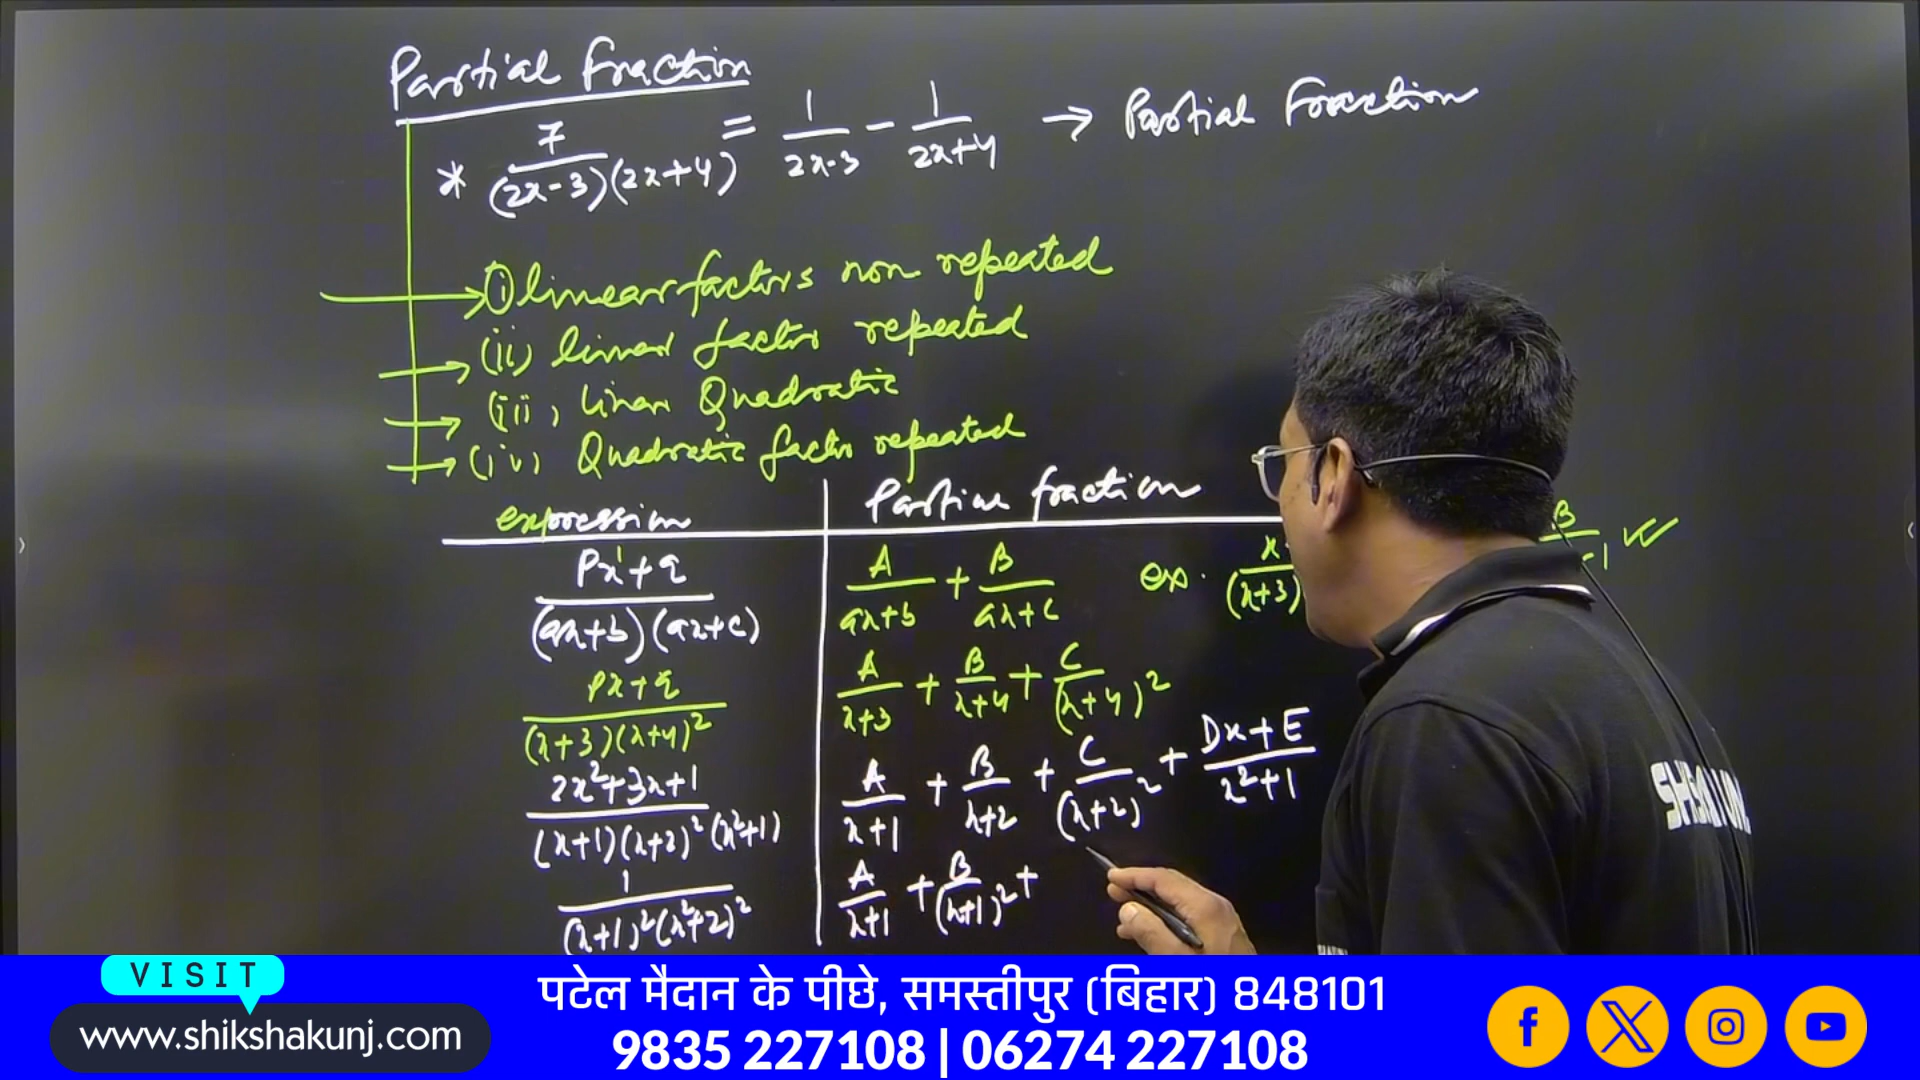 Partial Fraction
* 7/(2x-3)(2x+4) = 1/2x-3 - 1/2x+4 → Partial Fraction
(i) linear factors non repeated
(ii) linear factor repeated
(iii) linear Quadratic
(iv) Quadratic factor repeated
expression Partial fraction
Px¹+q/(ax+b)(ax+c) A/ax+b + B/ax+c ex. x/(x+3) B -1
Px+q/(x+3)(x+4)² A/x+3 + B/x+4 + C/(x+4)²
2x²+3x+1/(x+1)(x+2)²(x²+1) A/x+1 + B/x+2 + C/(x+2)² + Dx+E/x²+1
1/(x+1)²(x²+2)² A/x+1 + B/(x+1)² +
VISIT
www.shikshakunj.com
पटेल मैदान के पीछे, समस्तीपुर (बिहार) 848101
9835 227108 | 06274 227108